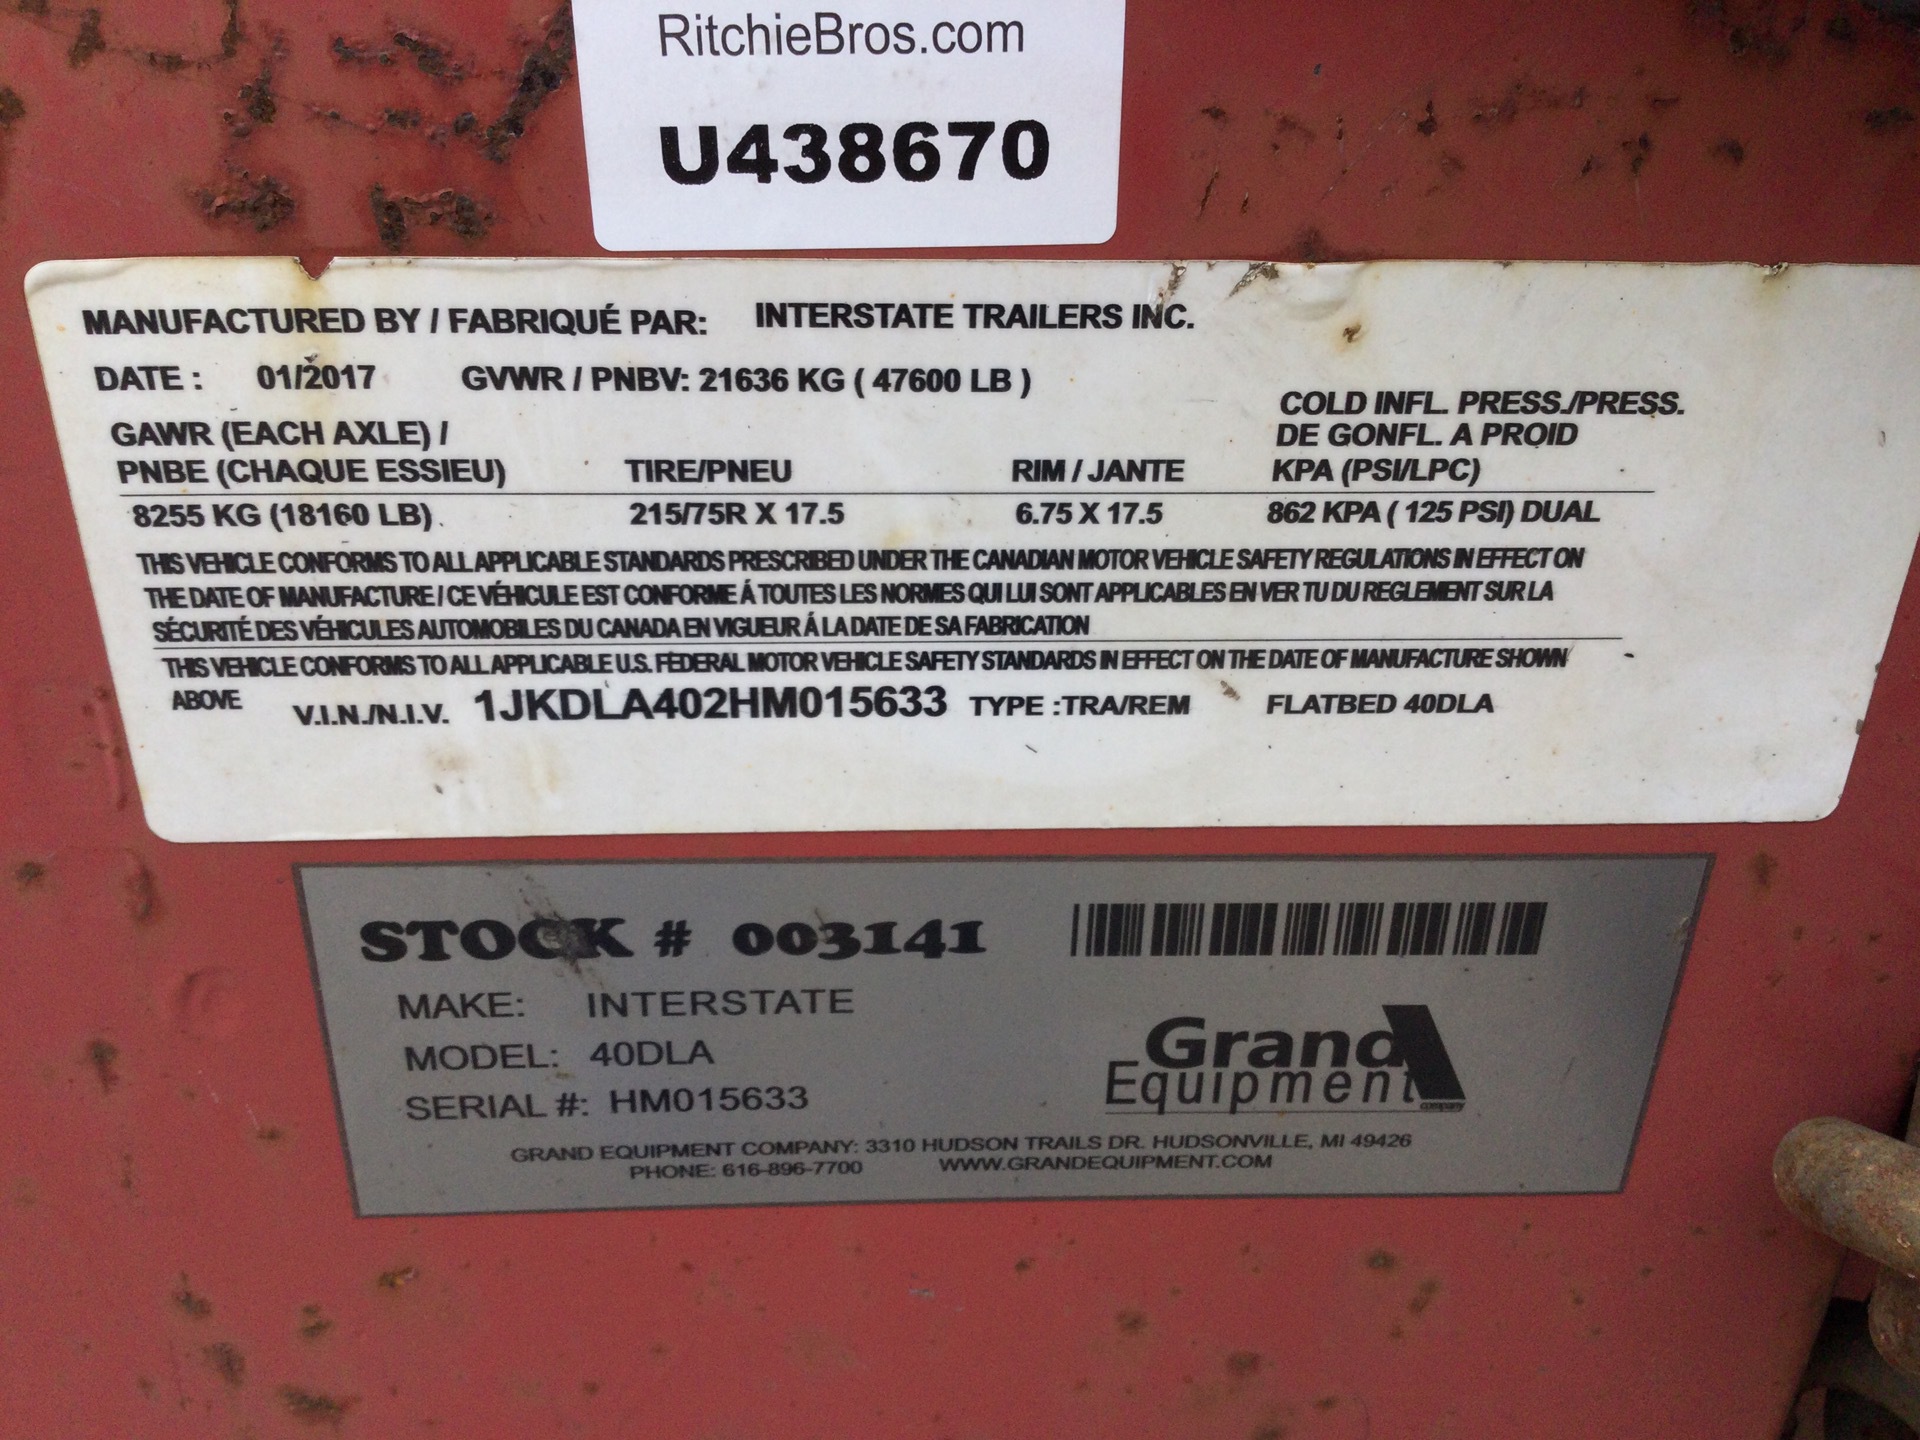 RitchieBros.com
U438670
MANUFACTURED BY / FABRIQUÉ PAR: INTERSTATE TRAILERS INC.
DATE : 01/2017 GVWR / PNBV: 21636 KG ( 47600 LB )
GAWR (EACH AXLE) /
PNBE (CHAQUE ESSIEU) TIRE/PNEU RIM / JANTE
COLD INFL. PRESS./PRESS.
DE GONFL. A PROID
KPA (PSI/LPC)
8255 KG (18160 LB). 215/75R X 17.5 6.75 X 17.5 862 KPA ( 125 PSI) DUAL
THIS VEHICLE CONFORMS TO ALL APPLICABLE STANDARDS PRESCRIBED UNDER THE CANADIAN MOTOR VEHICLE SAFETY REGULATIONS IN EFFECT ON
THE DATE OF MANUFACTURE / CE VÉHICULE EST CONFORME Á TOUTES LES NORMES QUI LUI SONT APPLICABLES EN VER TU DU REGLEMENT SUR LA
SÉCURITÉ DES VÉHICULES AUTOMOBILES DU CANADA EN VIGUEUR Á LA DATE DE SA FABRICATION
THIS VEHICLE CONFORMS TO ALL APPLICABLE U.S. FEDERAL MOTOR VEHICLE SAFETY STANDARDS IN EFFECT ON THE DATE OF MANUFACTURE SHOWN
ABOVE V.I.N./N.I.V. 1JKDLA402HM015633 TYPE :TRA/REM FLATBED 40DLA
STOCK # 003141
MAKE: INTERSTATE
MODEL: 40DLA
SERIAL #: HM015633
Grand
Equipment
company
GRAND EQUIPMENT COMPANY: 3310 HUDSON TRAILS DR. HUDSONVILLE, MI 49426
PHONE: 616-896-7700 WWW.GRANDEQUIPMENT.COM